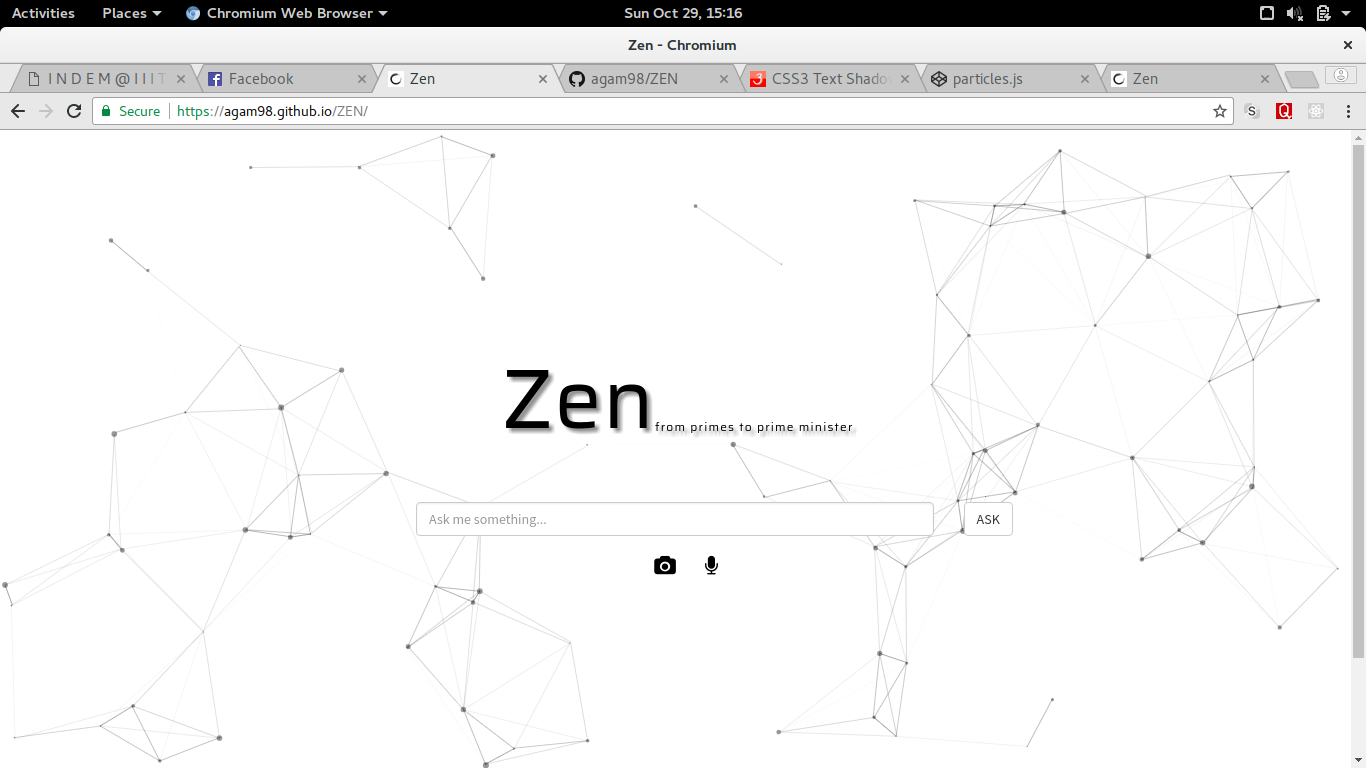 Activities Places Chromium Web Browser Sun Oct 29, 15:16
Zen - Chromium
I N D E M @ I I I T Facebook Zen agam98/ZEN CSS3 Text Shado particles.js Zen
Secure https://agam98.github.io/ZEN/
Zen
from primes to prime minister
Ask me something... ASK